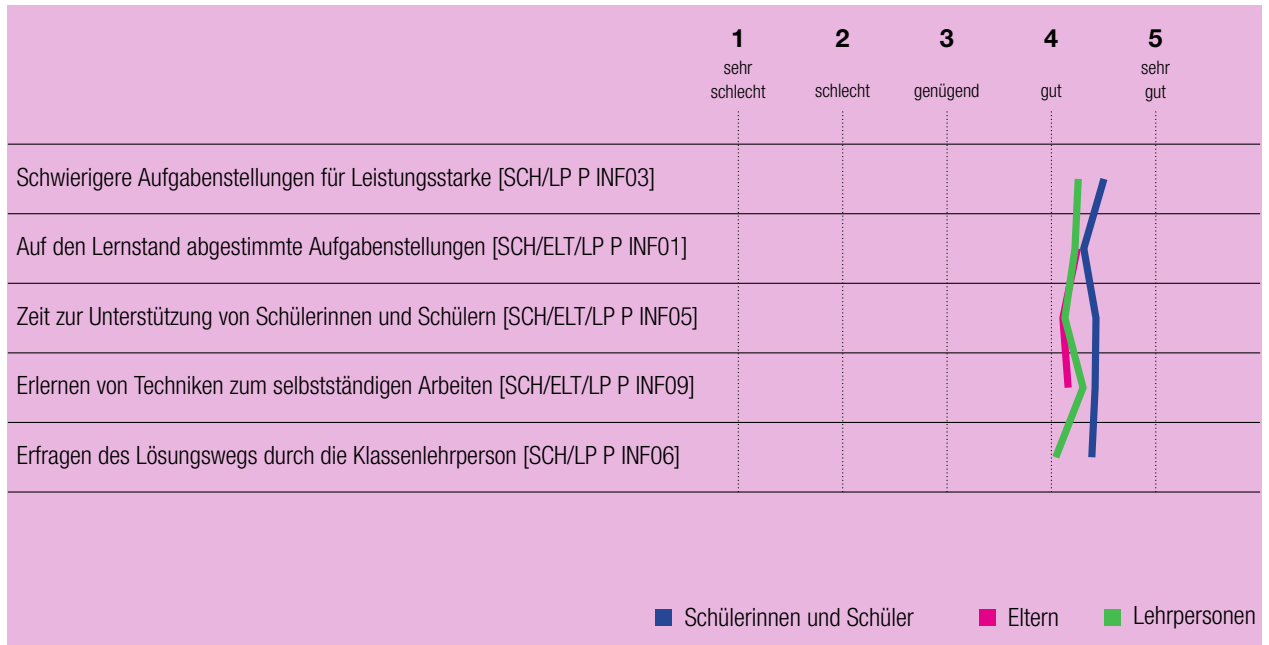 1 2 3 4 5
sehr schlecht schlecht genügend gut sehr gut
Schwierigere Aufgabenstellungen für Leistungsstarke [SCH/LP P INF03]
Auf den Lernstand abgestimmte Aufgabenstellungen [SCH/ELT/LP P INF01]
Zeit zur Unterstützung von Schülerinnen und Schülern [SCH/ELT/LP P INF05]
Erlernen von Techniken zum selbstständigen Arbeiten [SCH/ELT/LP P INF09]
Erfragen des Lösungswegs durch die Klassenlehrperson [SCH/LP P INF06]
Schülerinnen und Schüler Eltern Lehrpersonen